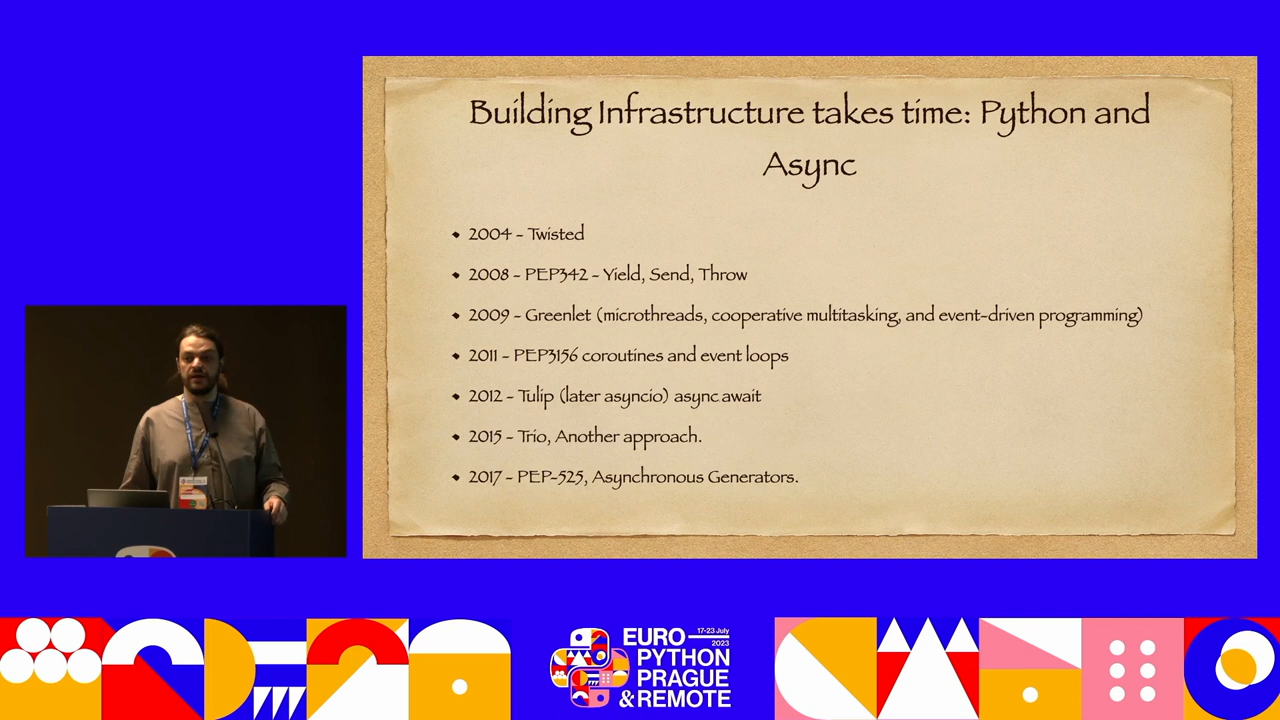 Building Infrastructure takes time: Python and
Async
2004 - Twisted
2008 - PEP342 - Yield, Send, Throw
2009 - Greenlet (microthreads, cooperative multitasking, and event-driven programming)
2011 - PEP3156 coroutines and event loops
2012 - Tulip (later asyncio) async await
2015 - Trio, Another approach.
2017 - PEP-525, Asynchronous Generators.
EURO 17-23 July 2023
PYTHON
PRAGUE
& REMOTE